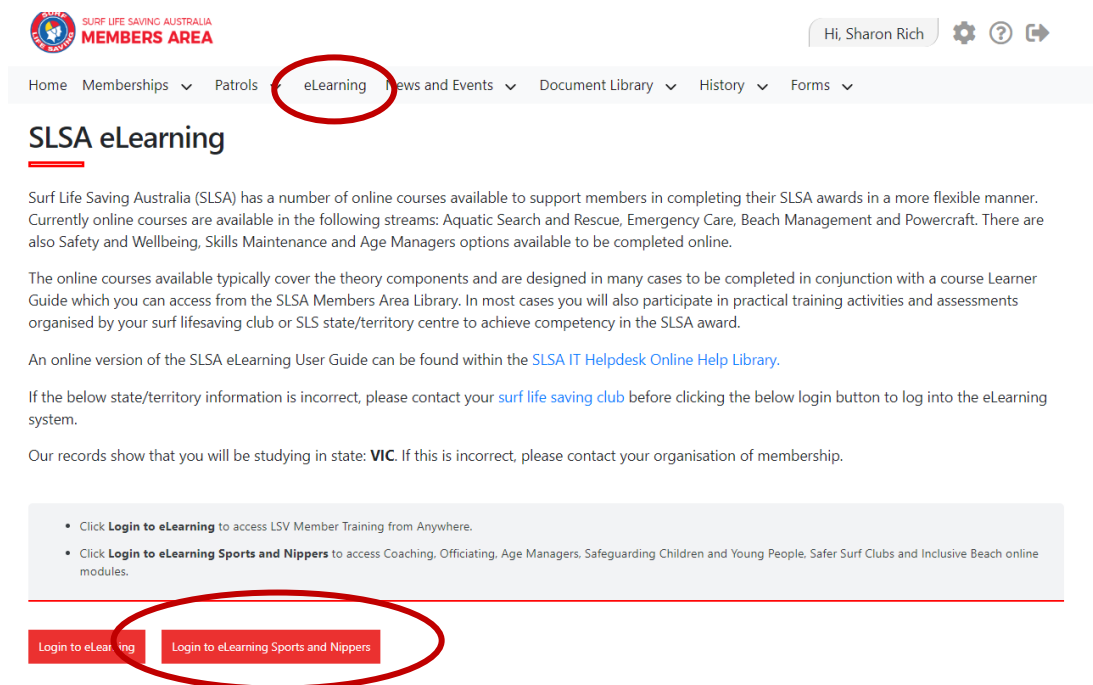 SURF LIFE SAVING AUSTRALIA
MEMBERS AREA
Hi, Sharon Rich
Home Memberships Patrols eLearning News and Events Document Library History Forms
SLSA eLearning
Surf Life Saving Australia (SLSA) has a number of online courses available to support members in completing their SLSA awards in a more flexible manner.
Currently online courses are available in the following streams: Aquatic Search and Rescue, Emergency Care, Beach Management and Powercraft. There are
also Safety and Wellbeing, Skills Maintenance and Age Managers options available to be completed online.
The online courses available typically cover the theory components and are designed in many cases to be completed in conjunction with a course Learner
Guide which you can access from the SLSA Members Area Library. In most cases you will also participate in practical training activities and assessments
organised by your surf lifesaving club or SLS state/territory centre to achieve competency in the SLSA award.
An online version of the SLSA eLearning User Guide can be found within the SLSA IT Helpdesk Online Help Library.
If the below state/territory information is incorrect, please contact your surf life saving club before clicking the below login button to log into the eLearning
system.
Our records show that you will be studying in state: VIC. If this is incorrect, please contact your organisation of membership.
Click Login to eLearning to access LSV Member Training from Anywhere.
Click Login to eLearning Sports and Nippers to access Coaching, Officiating, Age Managers, Safeguarding Children and Young People, Safer Surf Clubs and Inclusive Beach online
modules.
Login to eLearning Login to eLearning Sports and Nippers